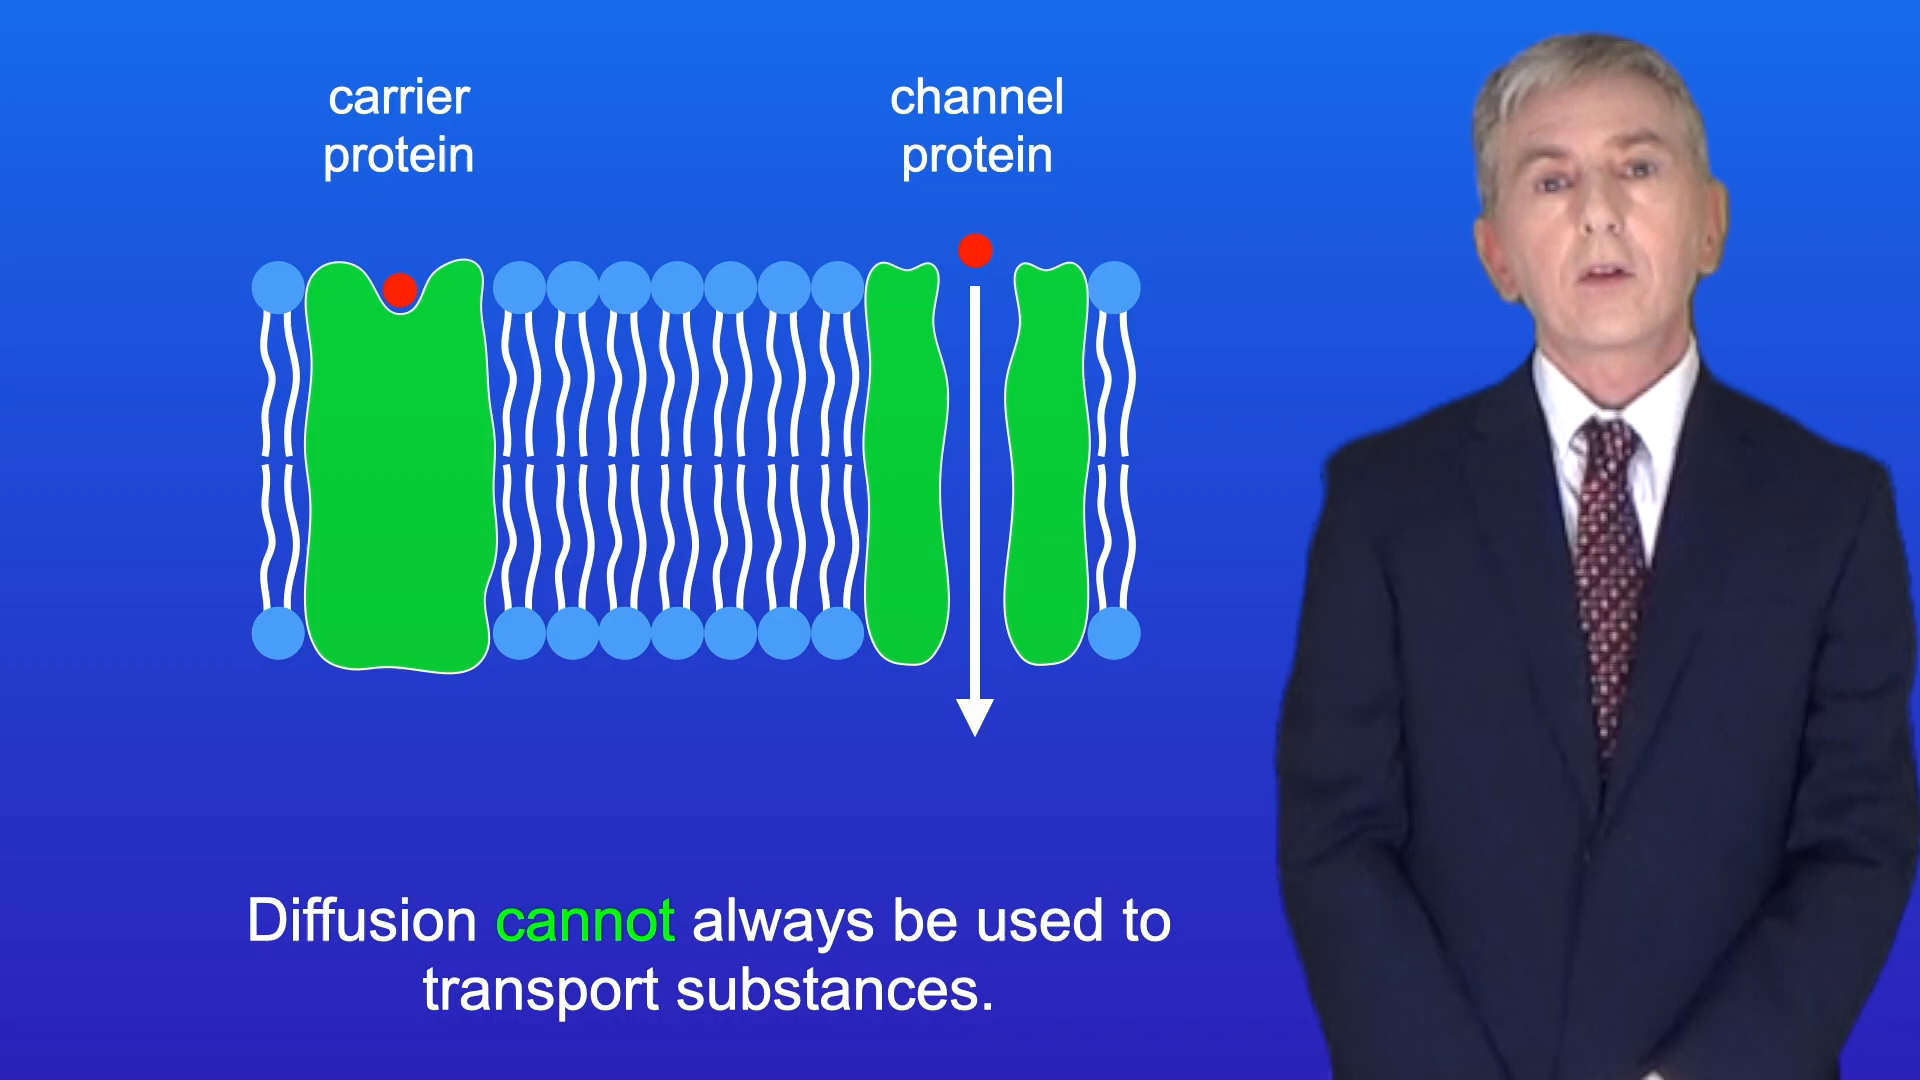 carrier
protein
channel
protein
Diffusion cannot always be used to
transport substances.